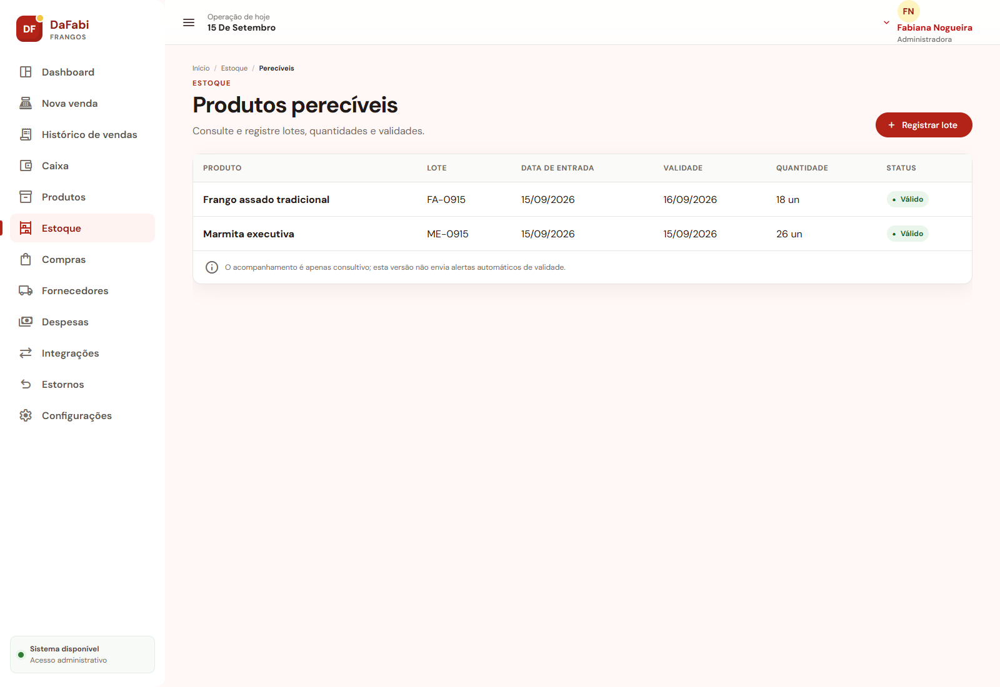 DF
DaFabi
FRANGOS
Dashboard
Nova venda
Histórico de vendas
Caixa
Produtos
Estoque
Compras
Fornecedores
Despesas
Integrações
Estornos
Configurações
Sistema disponível
Acesso administrativo
Operação de hoje
15 De Setembro
FN
Fabiana Nogueira
Administradora
Início / Estoque / Perecíveis
ESTOQUE
Produtos perecíveis
Consulte e registre lotes, quantidades e validades.
+ Registrar lote
PRODUTO LOTE DATA DE ENTRADA VALIDADE QUANTIDADE STATUS
Frango assado tradicional FA-0915 15/09/2026 16/09/2026 18 un • Válido
Marmita executiva ME-0915 15/09/2026 15/09/2026 26 un • Válido
O acompanhamento é apenas consultivo; esta versão não envia alertas automáticos de validade.